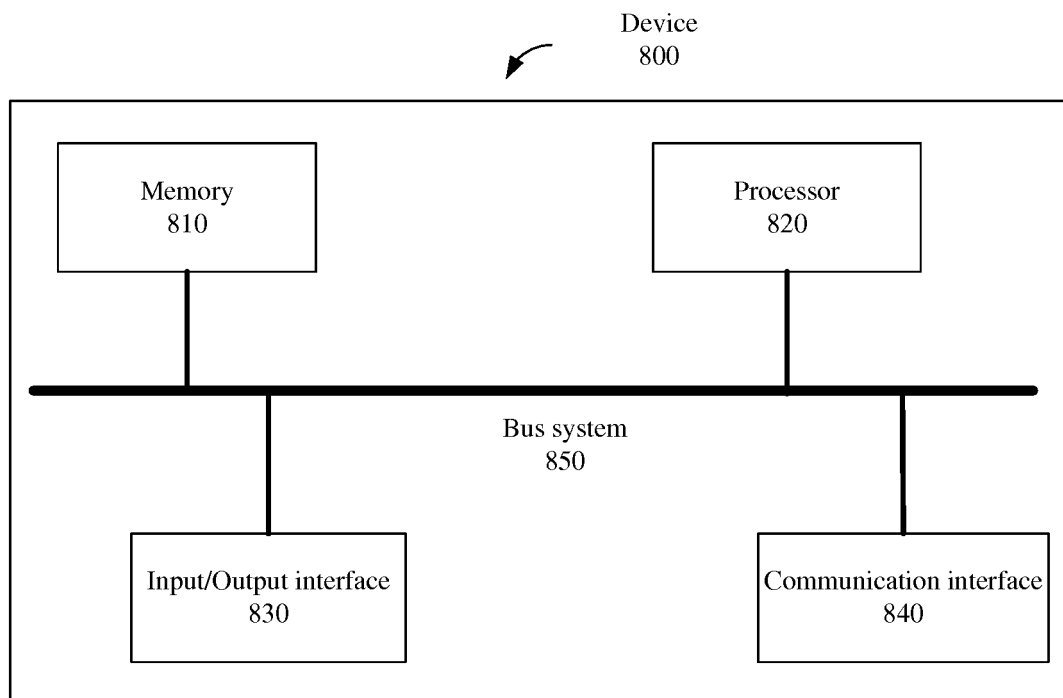 Device
800
Memory
810
Processor
820
Bus system
850
Input/Output interface
830
Communication interface
840